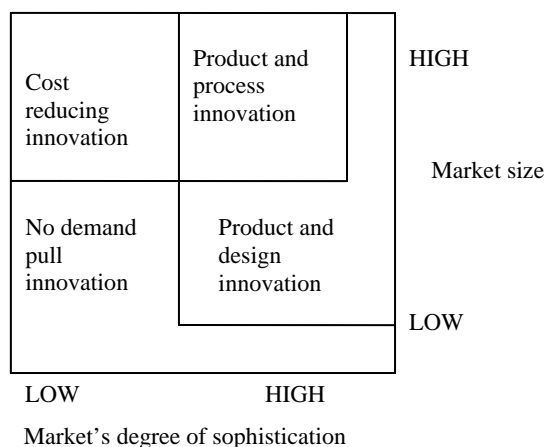 Cost
reducing
innovation
Product and
process
innovation
HIGH
Market size
No demand
pull
innovation
Product and
design
innovation
LOW
LOW HIGH
Market's degree of sophistication